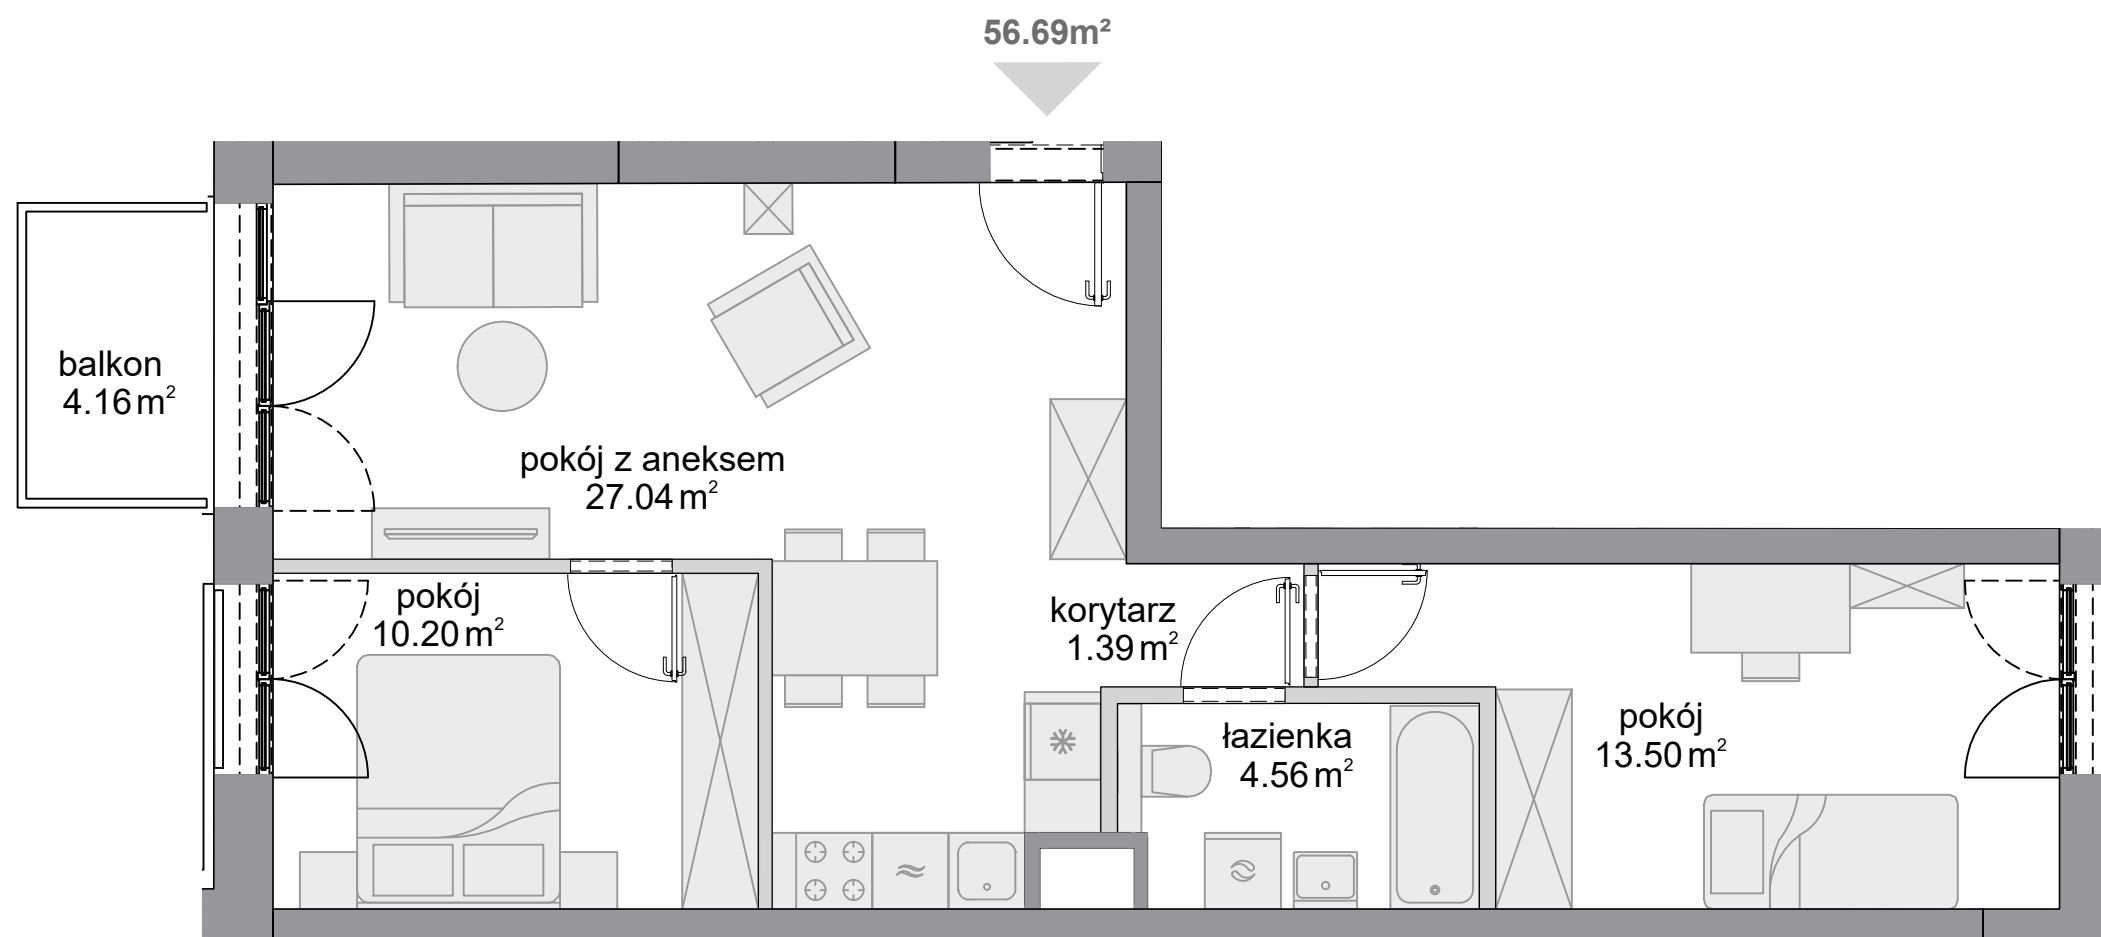 56.69m²
balkon
4.16 m²
pokój z aneksem
27.04 m²
pokój
10.20 m²
korytarz
1.39 m²
łazienka
4.56 m²
pokój
13.50 m²